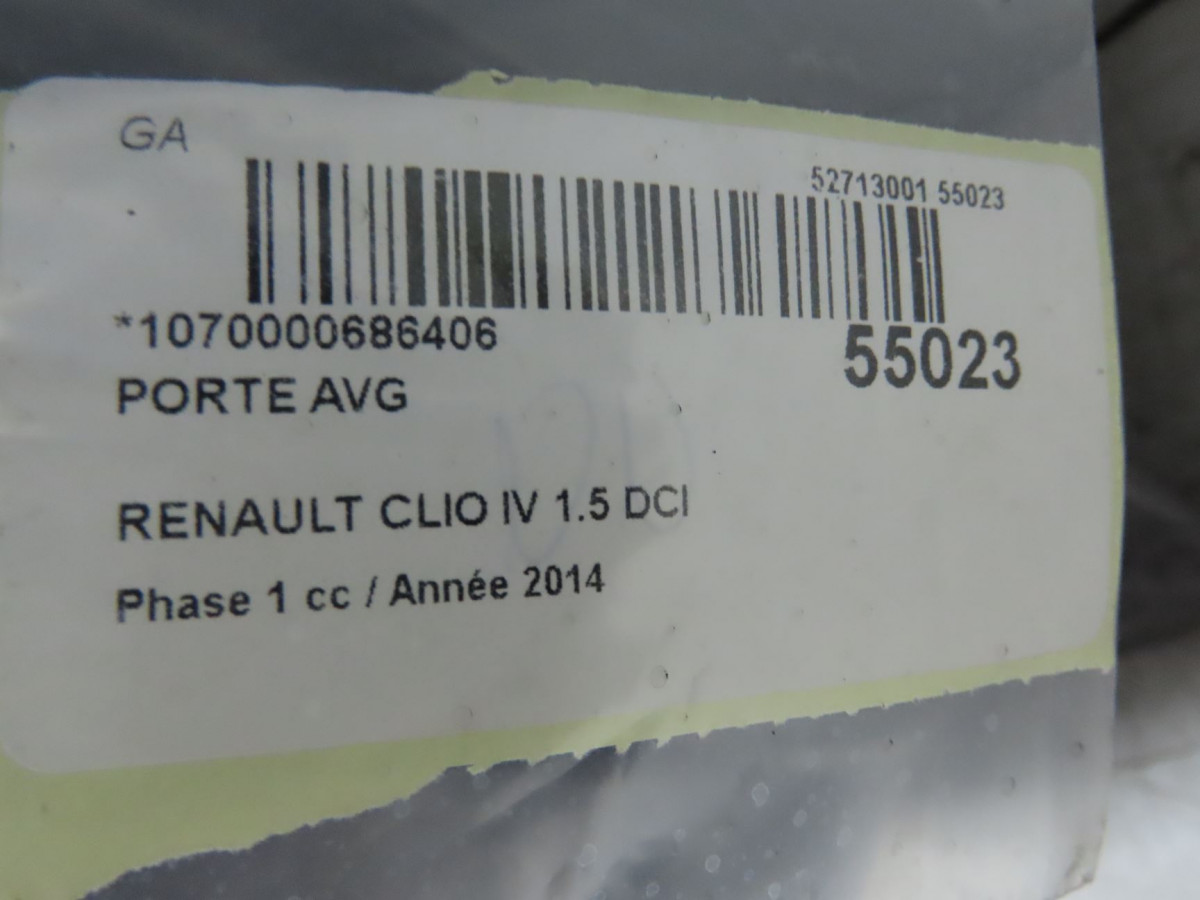 GA
52713001 55023
*1070000686406
55023
PORTE AVG
RENAULT CLIO IV 1.5 DCI
Phase 1 cc / Année 2014